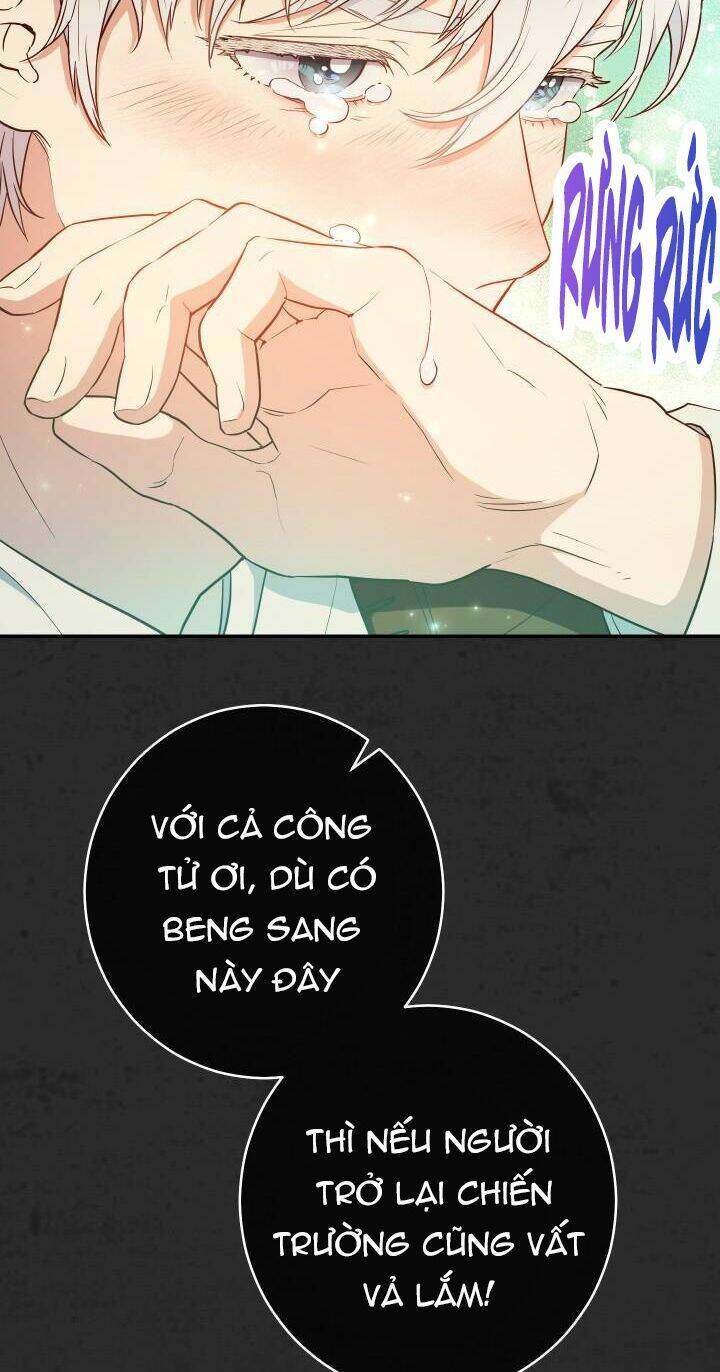 RƯNG RỨC
VỚI CẢ CÔNG
TỬ ƠI, DÙ CÓ
BENG SANG
NÀY ĐÂY
THÌ NẾU NGƯỜI
TRỞ LẠI CHIẾN
TRƯỜNG CŨNG VẤT
VẢ LẮM!